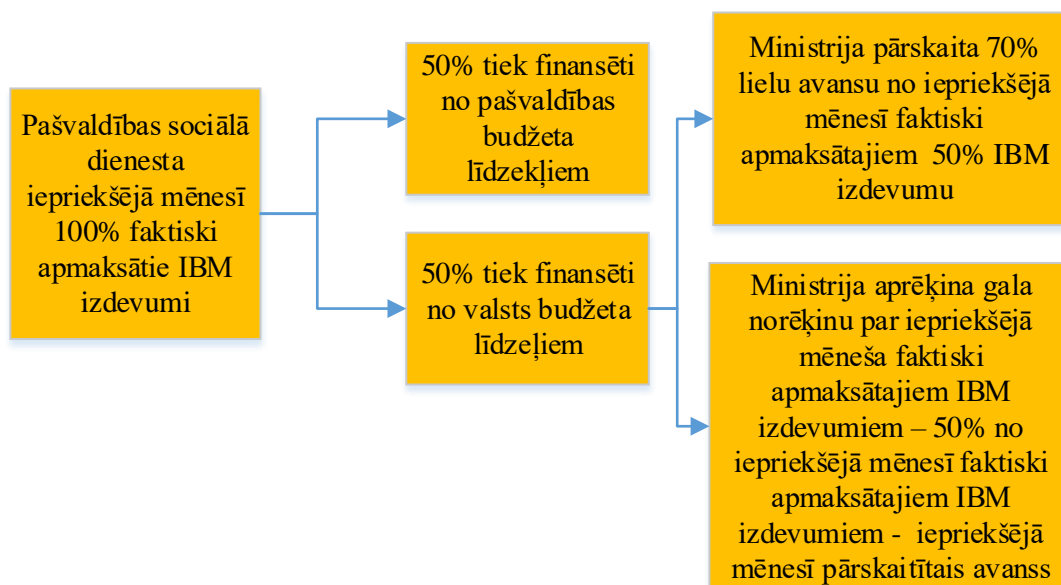 Pašvaldības sociālā
dienesta
iepriekšējā mēnesī
100% faktiski
apmaksātie IBM
izdevumi
50% tiek finansēti
no pašvaldības
budžeta
līdzekļiem
50% tiek finansēti
no valsts budžeta
līdzeļiem
Ministrija pārskaita 70%
lielu avansu no iepriekšējā
mēnesī faktiski
apmaksātajiem 50% IBM
izdevumu
Ministrija aprēķina gala
norēķinu par iepriekšējā
mēneša faktiski
apmaksātajiem IBM
izdevumiem – 50% no
iepriekšējā mēnesī faktiski
apmaksātajiem IBM
izdevumiem - iepriekšējā
mēnesī pārskaitītais avanss